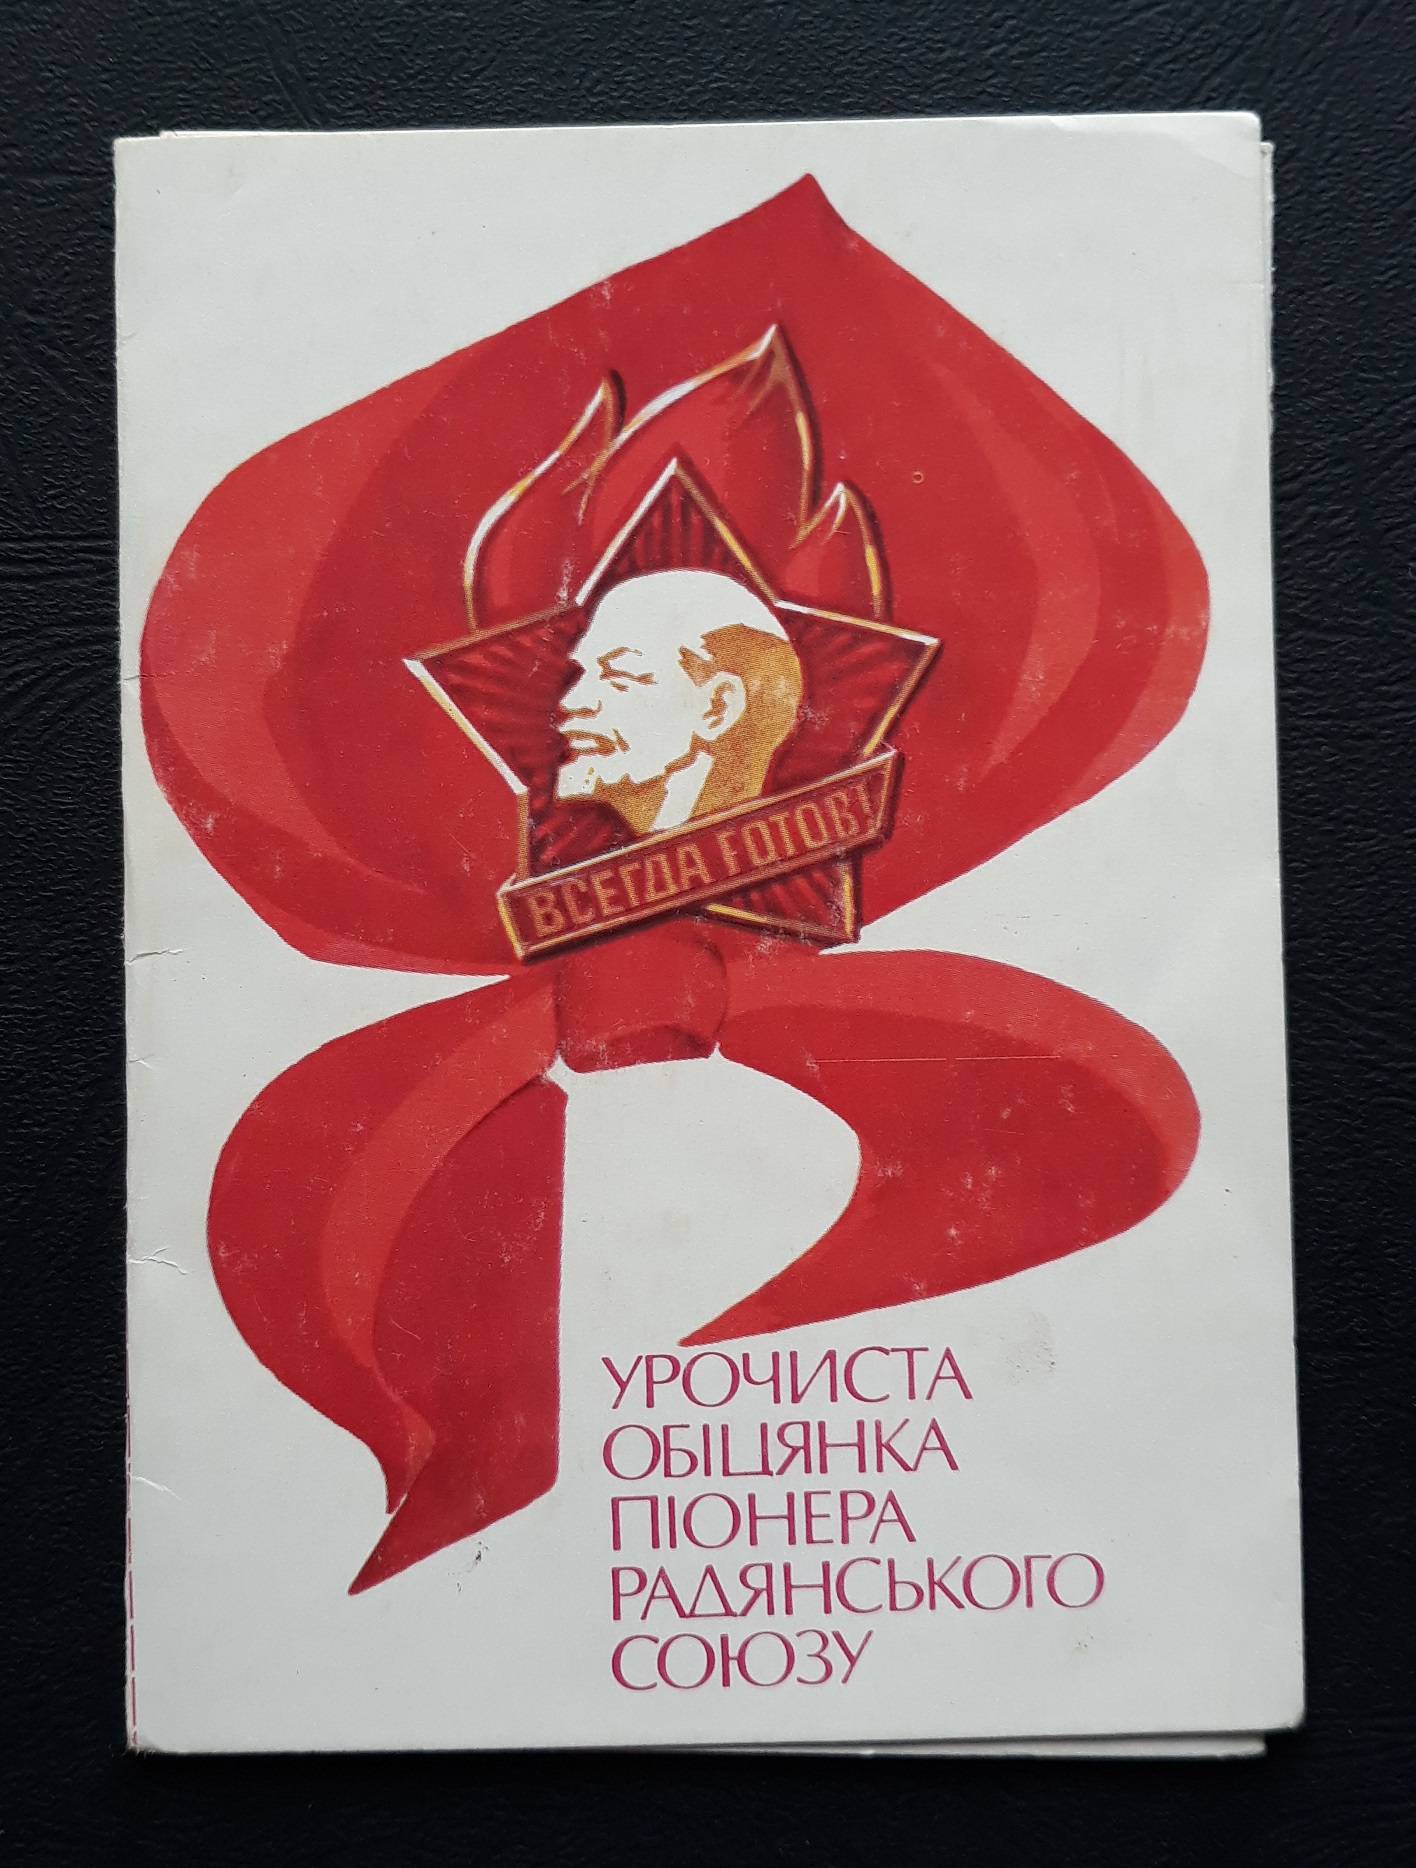 ВСЕГДА ГОТОВ!
УРОЧИСТА
ОБІЦЯНКА
ПІОНЕРА
РАДЯНСЬКОГО
СОЮЗУ